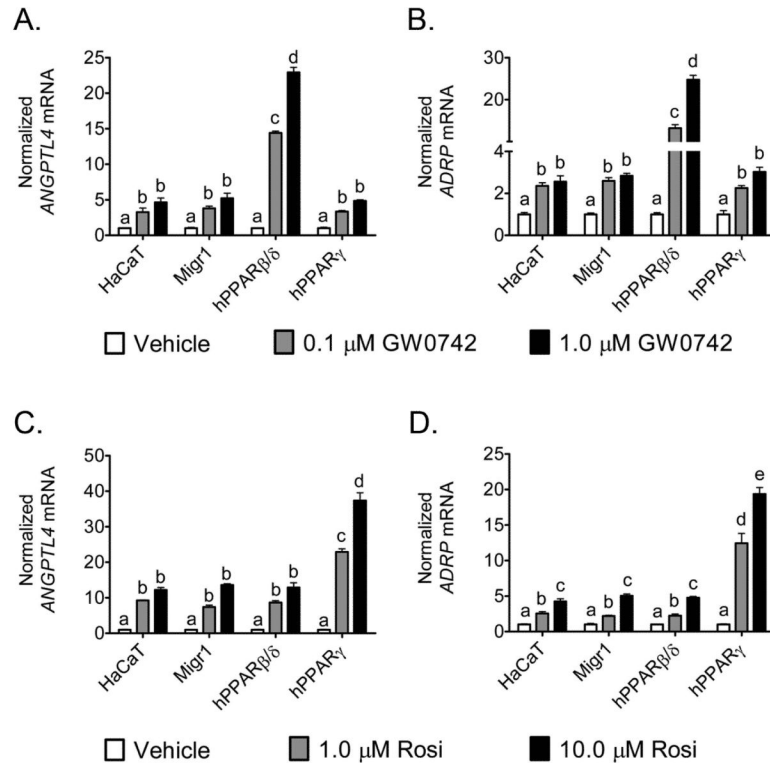 A.
B.
Normalized
ANGPTL4 mRNA
25
20
15
10
5
0
a b b
a b b
a c d
a b b
HaCaT
Migr1
hPPARβ/δ
hPPARγ
Normalized
ADRP mRNA
30
20
10
4
2
0
a b b
a b b
a c d
a b b
HaCaT
Migr1
hPPARβ/δ
hPPARγ
Vehicle 0.1 μM GW0742 1.0 μM GW0742
C.
D.
Normalized
ANGPTL4 mRNA
50
40
30
20
10
0
a b b
a b b
a b b
a c d
HaCaT
Migr1
hPPARβ/δ
hPPARγ
Normalized
ADRP mRNA
25
20
15
10
5
0
a b c
a b c
a b c
a d e
HaCaT
Migr1
hPPARβ/δ
hPPARγ
Vehicle 1.0 μM Rosi 10.0 μM Rosi